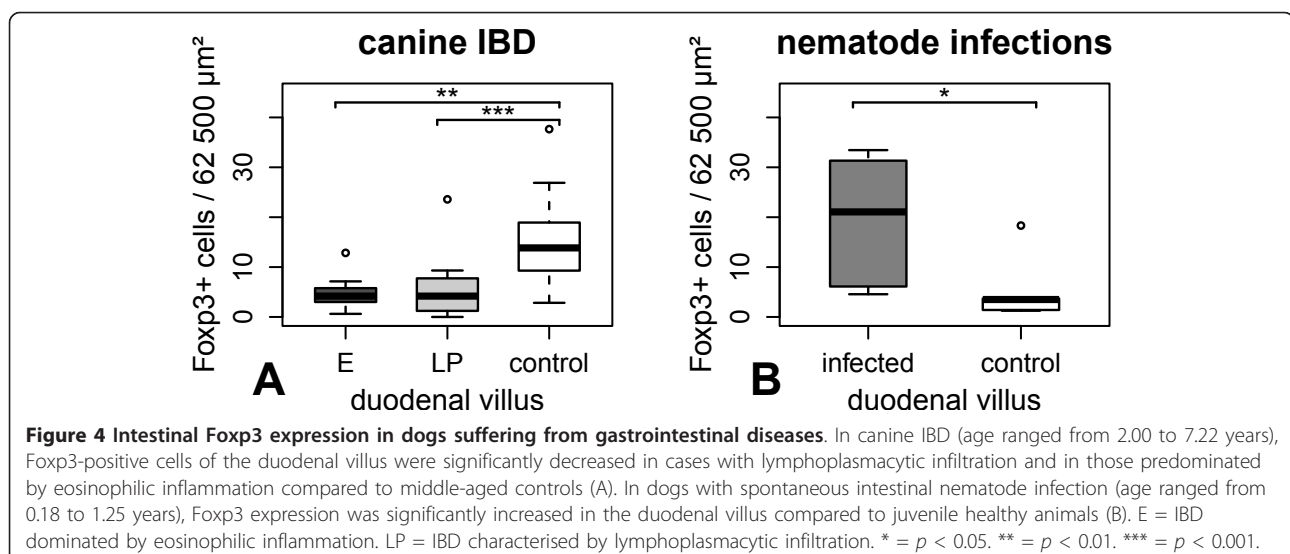 canine IBD
nematode infections
Foxp3+ cells / 62 500 µm²
0 10 30
** 
***
E LP control
A
duodenal villus
Foxp3+ cells / 62 500 µm²
0 10 30
*
infected control
B
duodenal villus
Figure 4 Intestinal Foxp3 expression in dogs suffering from gastrointestinal diseases. In canine IBD (age ranged from 2.00 to 7.22 years),
Foxp3-positive cells of the duodenal villus were significantly decreased in cases with lymphoplasmacytic infiltration and in those predominated
by eosinophilic inflammation compared to middle-aged controls (A). In dogs with spontaneous intestinal nematode infection (age ranged from
0.18 to 1.25 years), Foxp3 expression was significantly increased in the duodenal villus compared to juvenile healthy animals (B). E = IBD
dominated by eosinophilic inflammation. LP = IBD characterised by lymphoplasmacytic infiltration. * = p < 0.05. ** = p < 0.01. *** = p < 0.001.